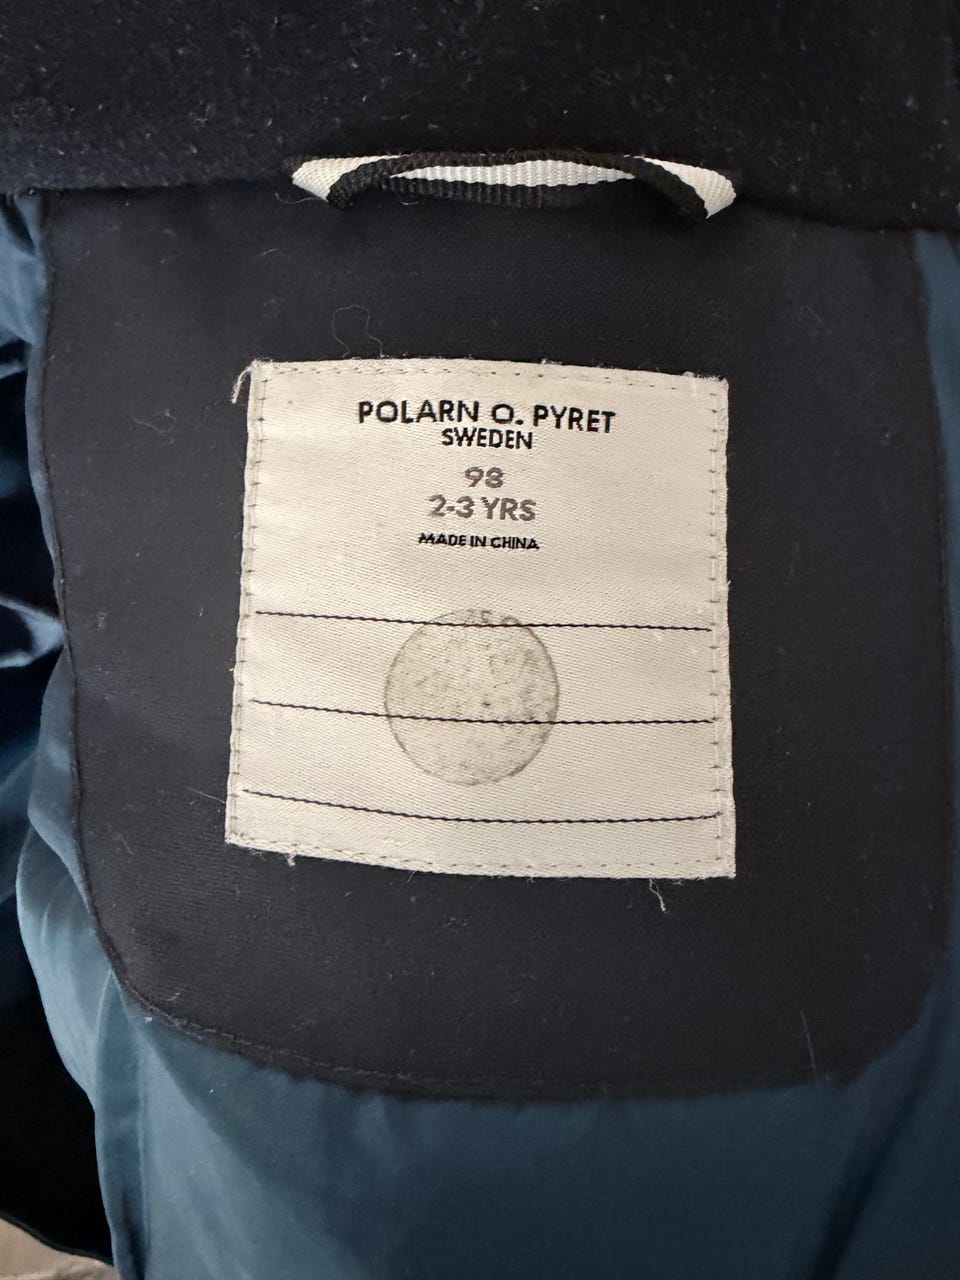 POLARN O. PYRET
SWEDEN
98
2-3 YRS
MADE IN CHINA